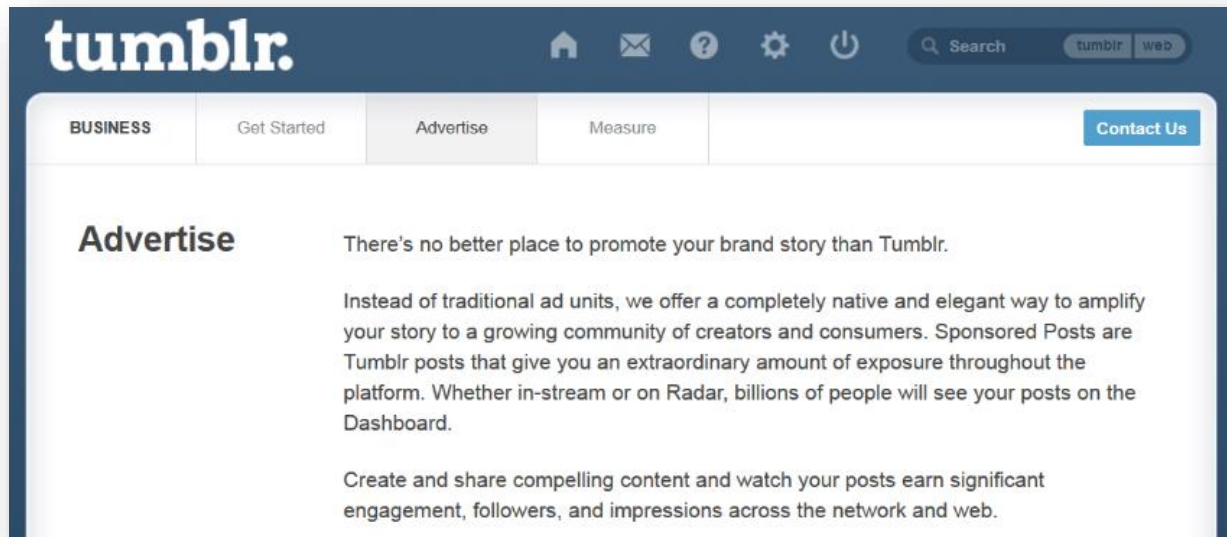 tumblr.
Search tumblr web
BUSINESS Get Started Advertise Measure Contact Us
Advertise
There's no better place to promote your brand story than Tumblr.
Instead of traditional ad units, we offer a completely native and elegant way to amplify
your story to a growing community of creators and consumers. Sponsored Posts are
Tumblr posts that give you an extraordinary amount of exposure throughout the
platform. Whether in-stream or on Radar, billions of people will see your posts on the
Dashboard.
Create and share compelling content and watch your posts earn significant
engagement, followers, and impressions across the network and web.